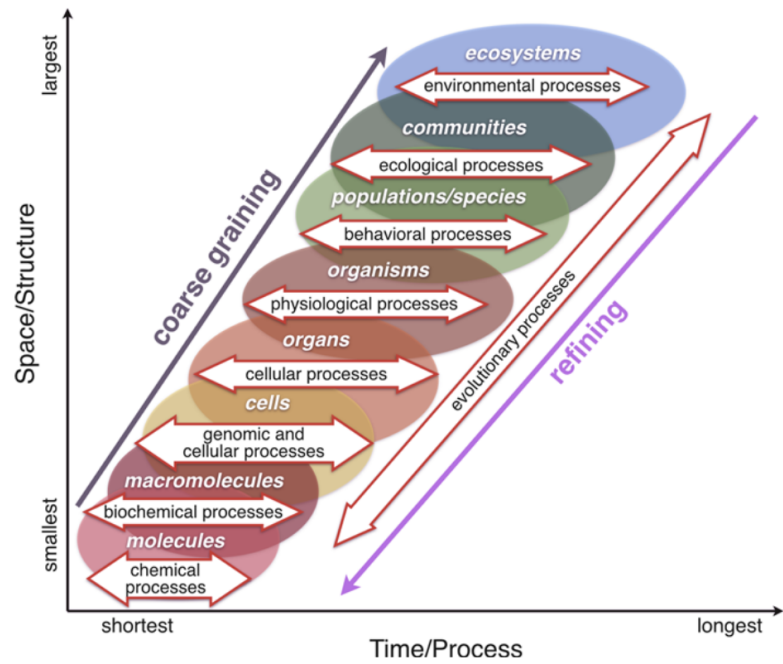 largest
Space/Structure
smallest
coarse graining
ecosystems
environmental processes
communities
ecological processes
populations/species
behavioral processes
organisms
physiological processes
organs
cellular processes
cells
genomic and
cellular processes
macromolecules
biochemical processes
molecules
chemical
processes
evolutionary processes
refining
shortest
longest
Time/Process